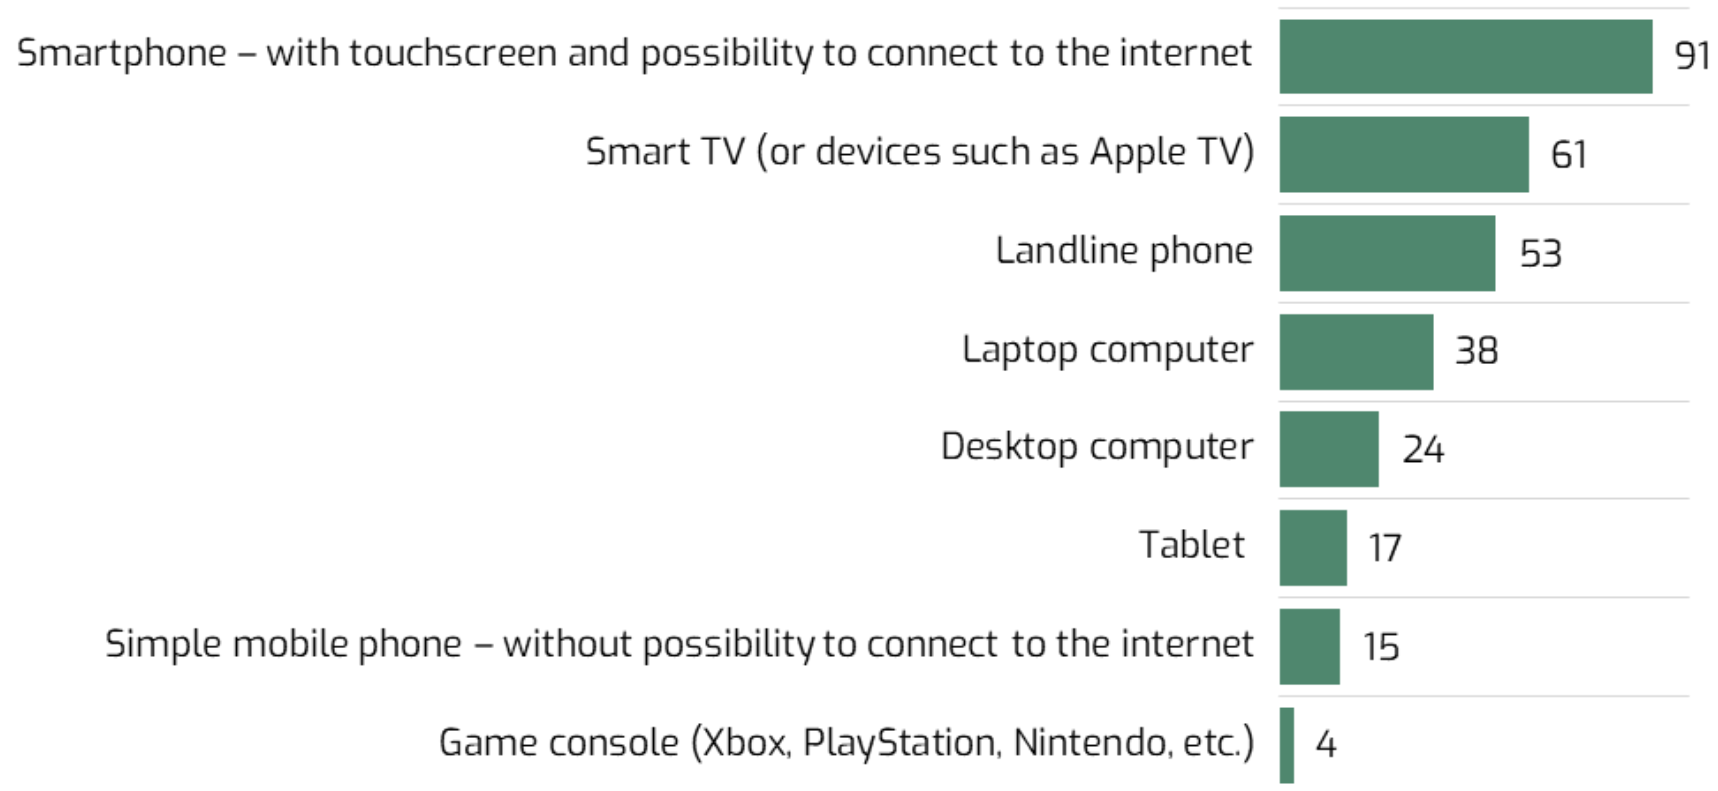 Smartphone – with touchscreen and possibility to connect to the internet 91
Smart TV (or devices such as Apple TV) 61
Landline phone 53
Laptop computer 38
Desktop computer 24
Tablet 17
Simple mobile phone – without possibility to connect to the internet 15
Game console (Xbox, PlayStation, Nintendo, etc.) 4